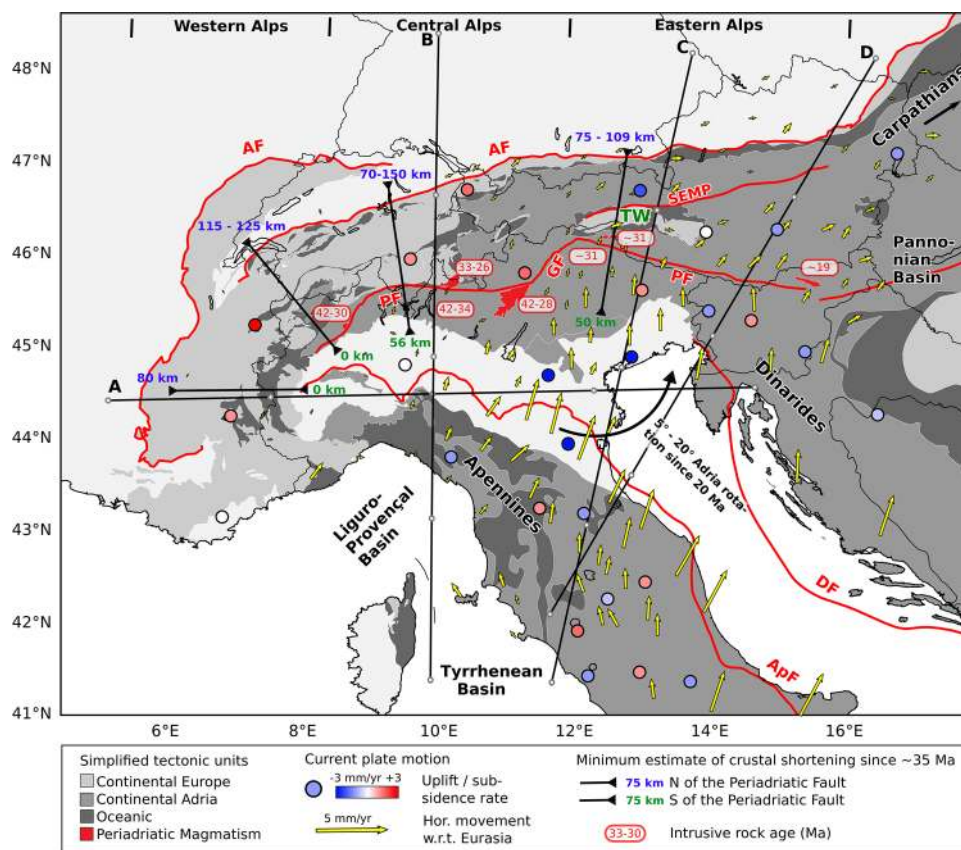 Western Alps
Central Alps
Eastern Alps
B
C
D
48°N
47°N
46°N
45°N
44°N
43°N
42°N
41°N
AF
AF
75 - 109 km
Carpathians
70-150 km
SEMP
115 - 125 km
TW
~31
Panno-
nian
Basin
33-26
~31
GF
PF
~19
42-30
PF
42-34
42-28
50 km
56 km
0 km
A
80 km
0 km
Dinarides
5° - 20° Adria rota-
tion since 20 Ma
Apennines
Liguro-
Provençal
Basin
DF
Tyrrhenean
Basin
ApF
6°E
8°E
10°E
12°E
14°E
16°E
Simplified tectonic units
Continental Europe
Continental Adria
Oceanic
Periadriatic Magmatism
Current plate motion
-3 mm/yr +3
Uplift / sub-
sidence rate
5 mm/yr
Hor. movement
w.r.t. Eurasia
Minimum estimate of crustal shortening since ~35 Ma
75 km N of the Periadriatic Fault
75 km S of the Periadriatic Fault
33-30 Intrusive rock age (Ma)